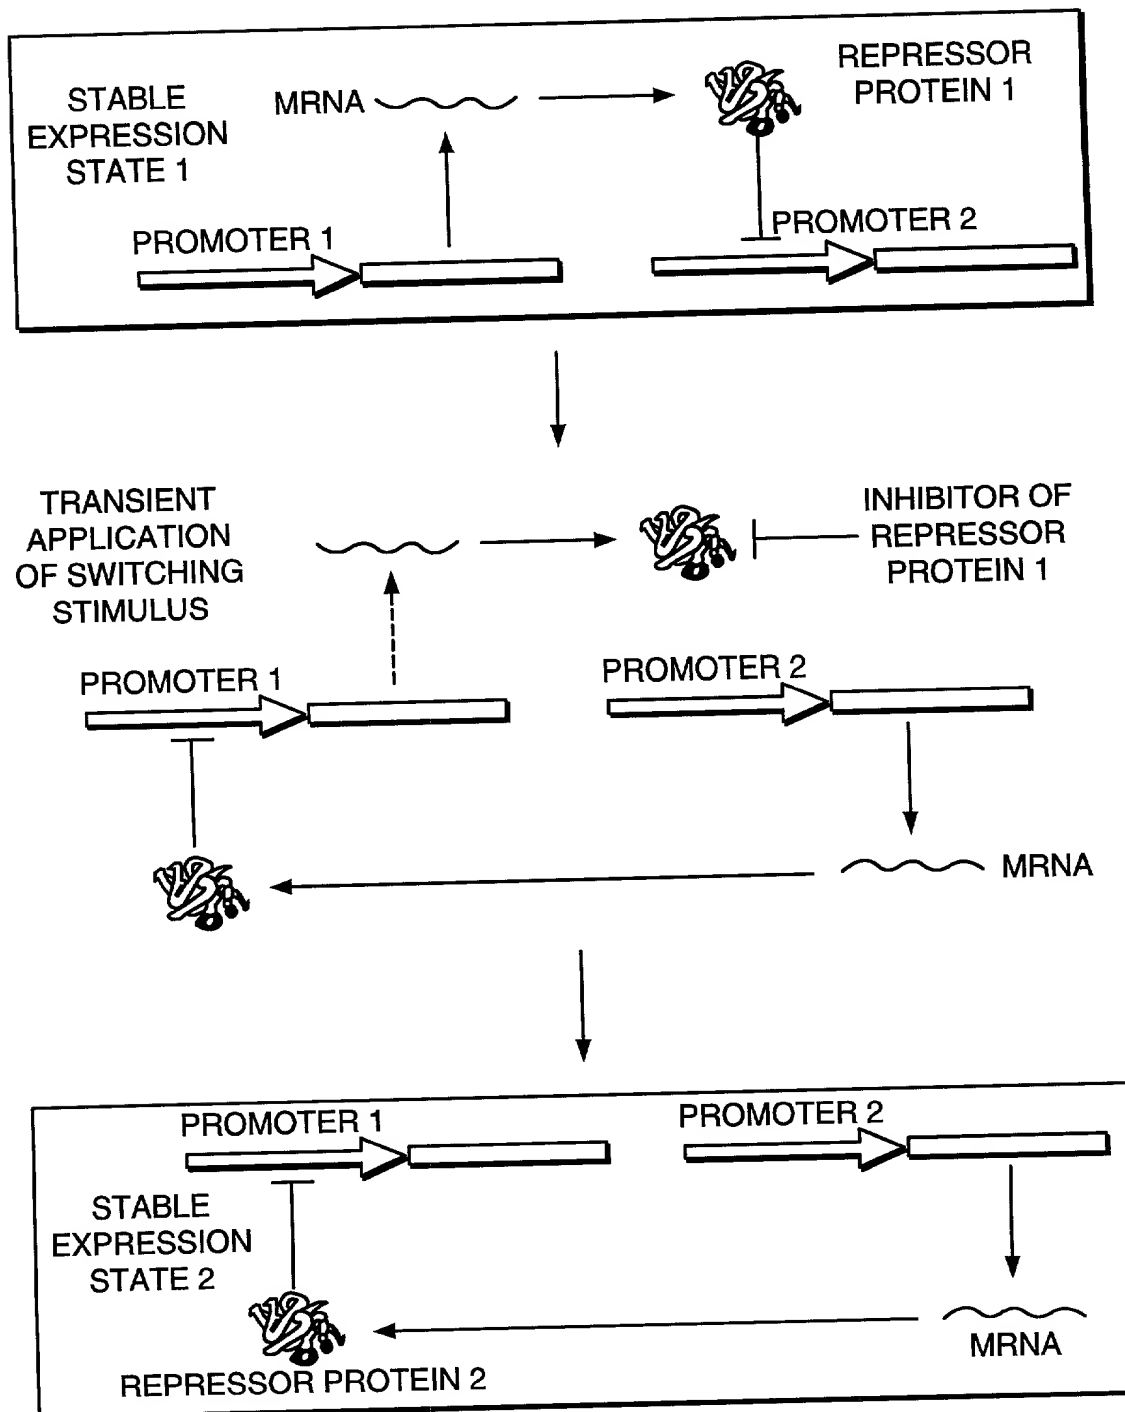 STABLE
EXPRESSION
STATE 1
MRNA
REPRESSOR
PROTEIN 1
PROMOTER 1
PROMOTER 2
TRANSIENT
APPLICATION
OF SWITCHING
STIMULUS
INHIBITOR OF
REPRESSOR
PROTEIN 1
PROMOTER 1
PROMOTER 2
MRNA
PROMOTER 1
PROMOTER 2
STABLE
EXPRESSION
STATE 2
MRNA
REPRESSOR PROTEIN 2